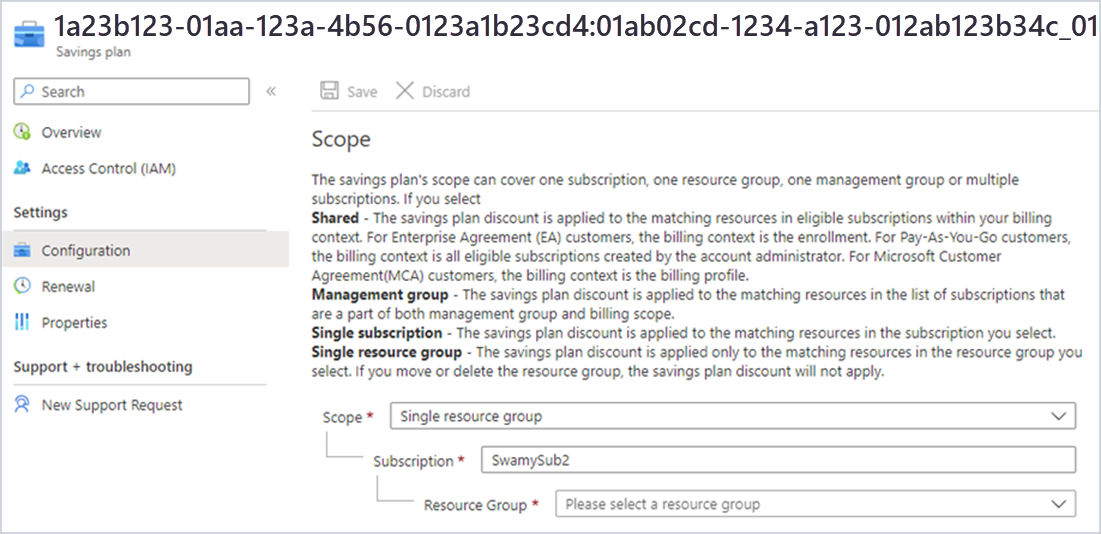 1a23b123-01aa-123a-4b56-0123a1b23cd4:01ab02cd-1234-a123-012ab123b34c_01
Savings plan
Search
«
Save
Discard
Overview
Access Control (IAM)
Settings
Configuration
Renewal
Properties
Support + troubleshooting
New Support Request
Scope
The savings plan's scope can cover one subscription, one resource group, one management group or multiple
subscriptions. If you select
Shared - The savings plan discount is applied to the matching resources in eligible subscriptions within your billing
context. For Enterprise Agreement (EA) customers, the billing context is the enrollment. For Pay-As-You-Go customers,
the billing context is all eligible subscriptions created by the account administrator. For Microsoft Customer
Agreement(MCA) customers, the billing context is the billing profile.
Management group - The savings plan discount is applied to the matching resources in the list of subscriptions that
are a part of both management group and billing scope.
Single subscription - The savings plan discount is applied to the matching resources in the subscription you select.
Single resource group - The savings plan discount is applied only to the matching resources in the resource group you
select. If you move or delete the resource group, the savings plan discount will not apply.
Scope * Single resource group
Subscription * SwamySub2
Resource Group * Please select a resource group